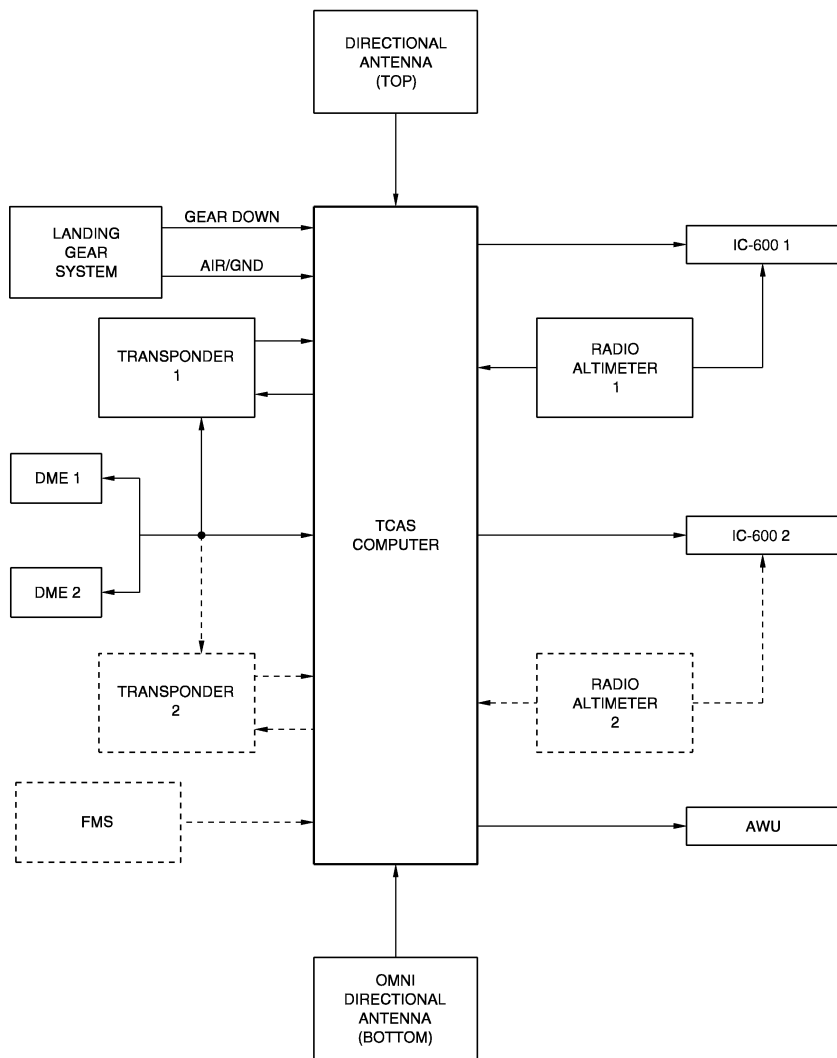 DIRECTIONAL
ANTENNA
(TOP)
LANDING
GEAR
SYSTEM
GEAR DOWN
AIR/GND
IC-600 1
TRANSPONDER
1
RADIO
ALTIMETER
1
DME 1
DME 2
TCAS
COMPUTER
IC-600 2
TRANSPONDER
2
RADIO
ALTIMETER
2
FMS
AWU
OMNI
DIRECTIONAL
ANTENNA
(BOTTOM)